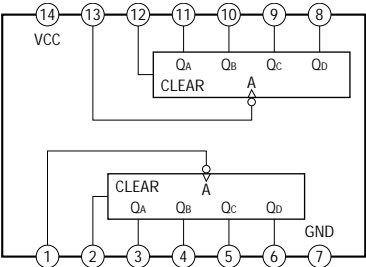 14 13 12 11 10 9 8
VCC
QA QB QC QD
CLEAR A
CLEAR A
QA QB QC QD
GND
1 2 3 4 5 6 7